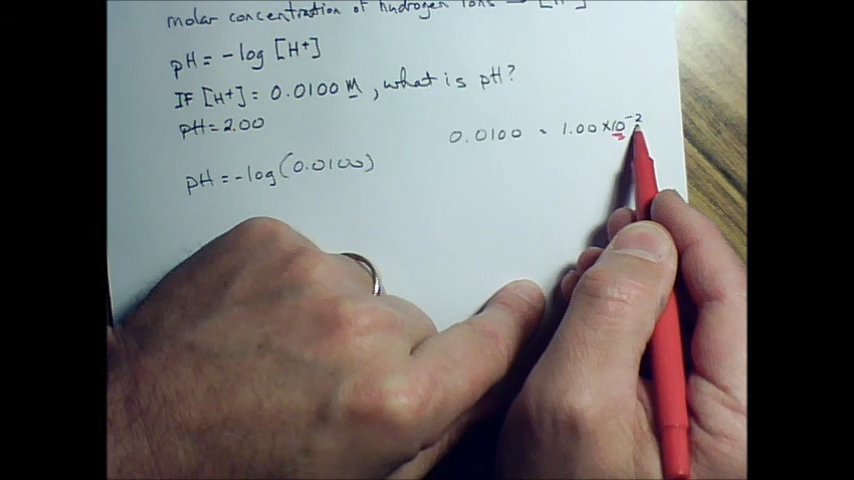 molar concentration of hydrogen ions → [H⁺]
pH = -log [H+]
IF [H+] = 0.0100 M, what is pH?
pH = 2.00
0.0100 = 1.00 × 10⁻²
pH = -log (0.0100)